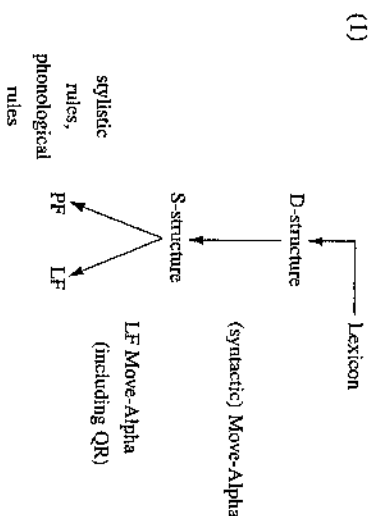 (1)
Lexicon
D-structure
(syntactic) Move-Alpha
S-structure
LF Move-Alpha
(including QR)
stylistic
rules,
phonological
rules
PF
LF